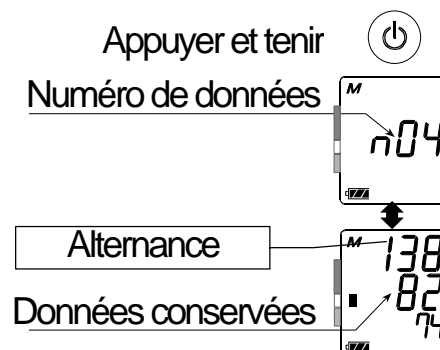 Appuyer et tenir
Numéro de données
M
n04
Alternance
M
138
82
74
Données conservées